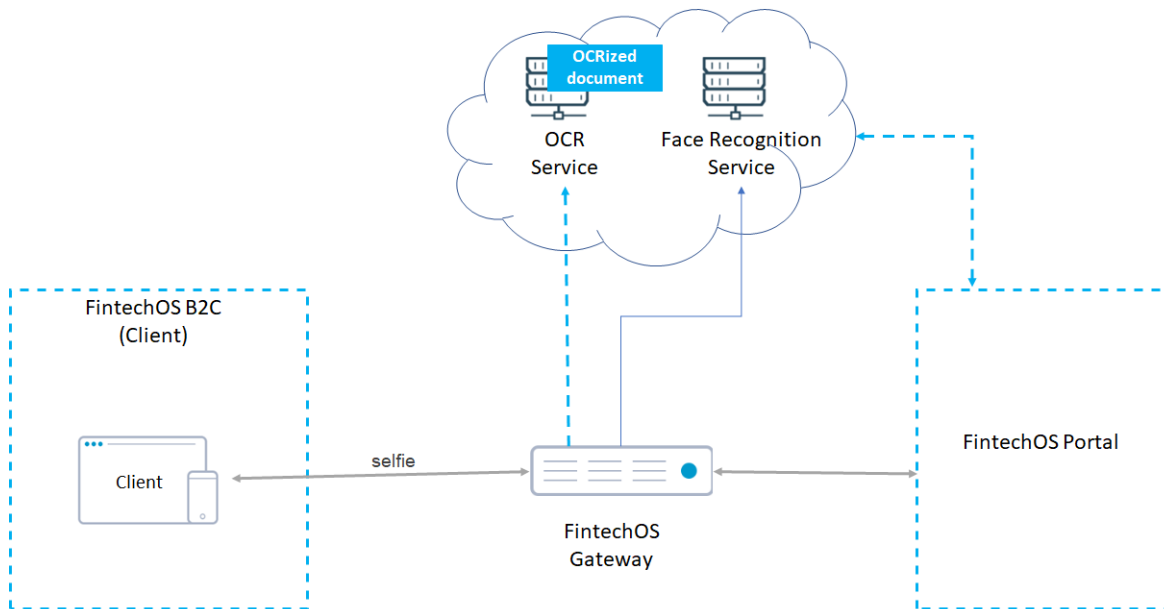 OCRized
document
OCR
Service
Face Recognition
Service
FintechOS B2C
(Client)
Client
selfie
FintechOS
Gateway
FintechOS Portal